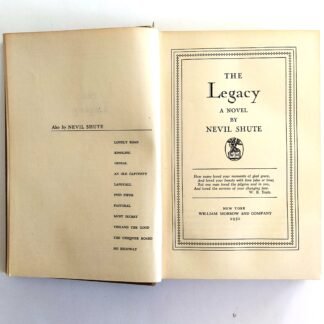 Also by NEVIL SHUTE
LONELY ROAD
KINDLING
ORDEAL
AN OLD CAPTIVITY
LANDFALL
PIED PIPER
PASTORAL
MOST SECRET
VINLAND THE GOOD
THE CHEQUER BOARD
NO HIGHWAY
THE
Legacy
A NOVEL
BY
NEVIL SHUTE
How many loved your moments of glad grace,
And loved your beauty with love false or true;
But one man loved the pilgrim soul in you,
And loved the sorrows of your changing face.
W. B. Yeats.
NEW YORK
WILLIAM MORROW AND COMPANY
1950